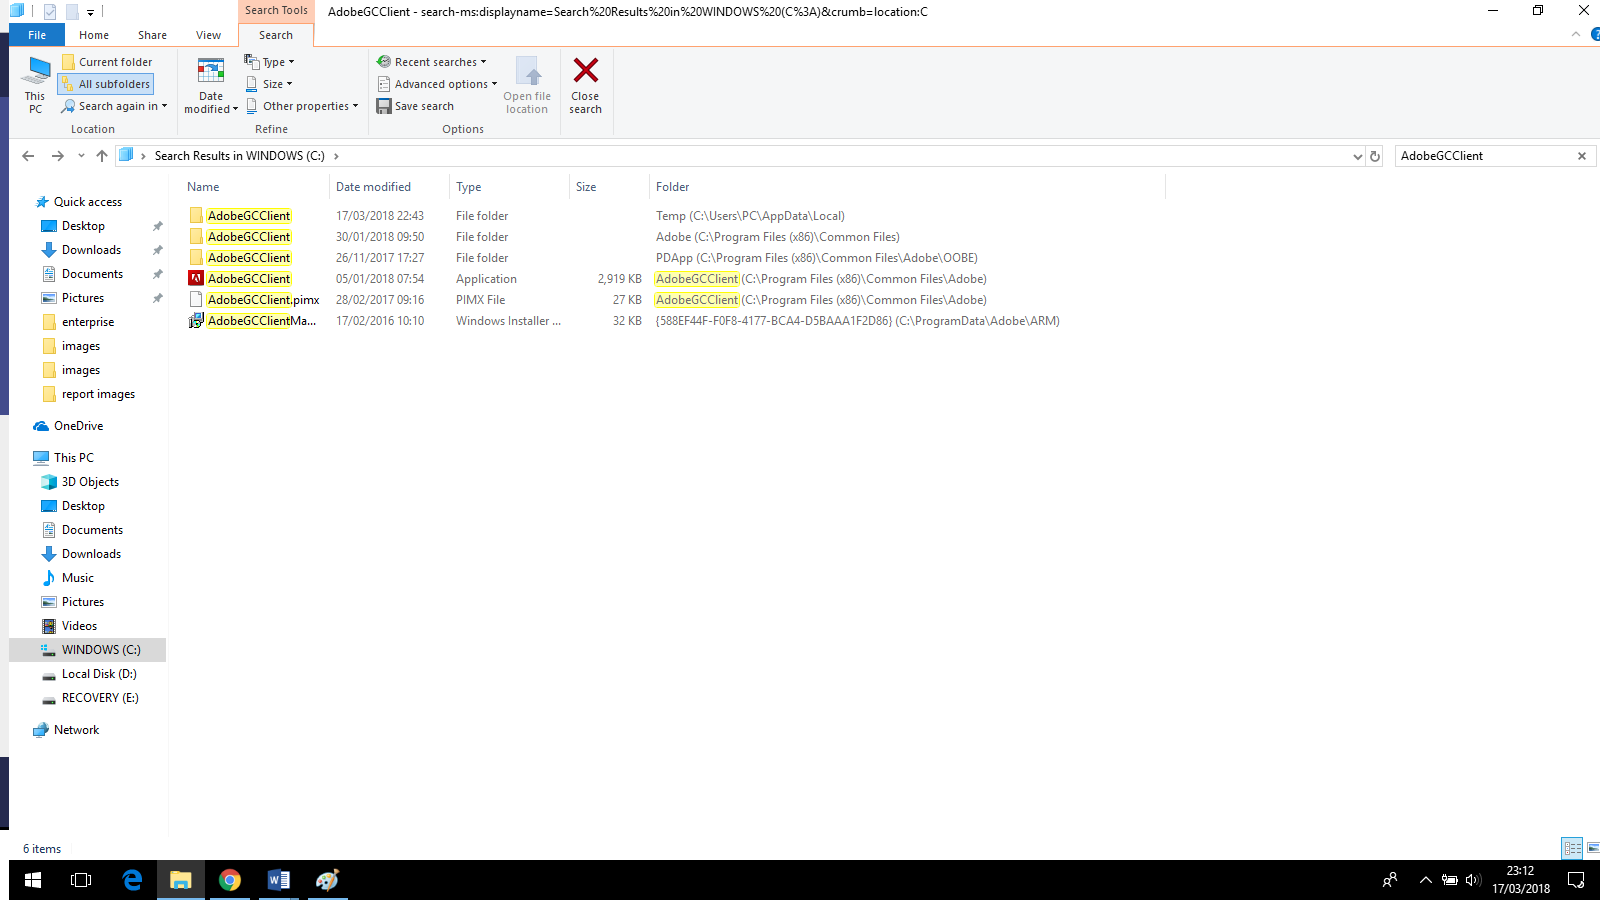 Search Tools
AdobeGCClient - search-ms:displayname=Search%20Results%20in%20WINDOWS%20(C%3A)&crumb=location:C
File
Home
Share
View
Search
This PC
Current folder
All subfolders
Search again in
Location
Date modified
Type
Size
Other properties
Refine
Recent searches
Advanced options
Save search
Options
Open file location
Close search
Search Results in WINDOWS (C:)
AdobeGCClient
Name Date modified Type Size Folder
AdobeGCClient 17/03/2018 22:43 File folder Temp (C:\Users\PC\AppData\Local)
AdobeGCClient 30/01/2018 09:50 File folder Adobe (C:\Program Files (x86)\Common Files)
AdobeGCClient 26/11/2017 17:27 File folder PDApp (C:\Program Files (x86)\Common Files\Adobe\OOBE)
AdobeGCClient 05/01/2018 07:54 Application 2,919 KB AdobeGCClient (C:\Program Files (x86)\Common Files\Adobe)
AdobeGCClient.pimx 28/02/2017 09:16 PIMX File 27 KB AdobeGCClient (C:\Program Files (x86)\Common Files\Adobe)
AdobeGCClientMa... 17/02/2016 10:10 Windows Installer ... 32 KB {588EF44F-F0F8-4177-BCA4-D5BAAA1F2D86} (C:\ProgramData\Adobe\ARM)
Quick access
Desktop
Downloads
Documents
Pictures
enterprise
images
images
report images
OneDrive
This PC
3D Objects
Desktop
Documents
Downloads
Music
Pictures
Videos
WINDOWS (C:)
Local Disk (D:)
RECOVERY (E:)
Network
6 items
23:12
17/03/2018